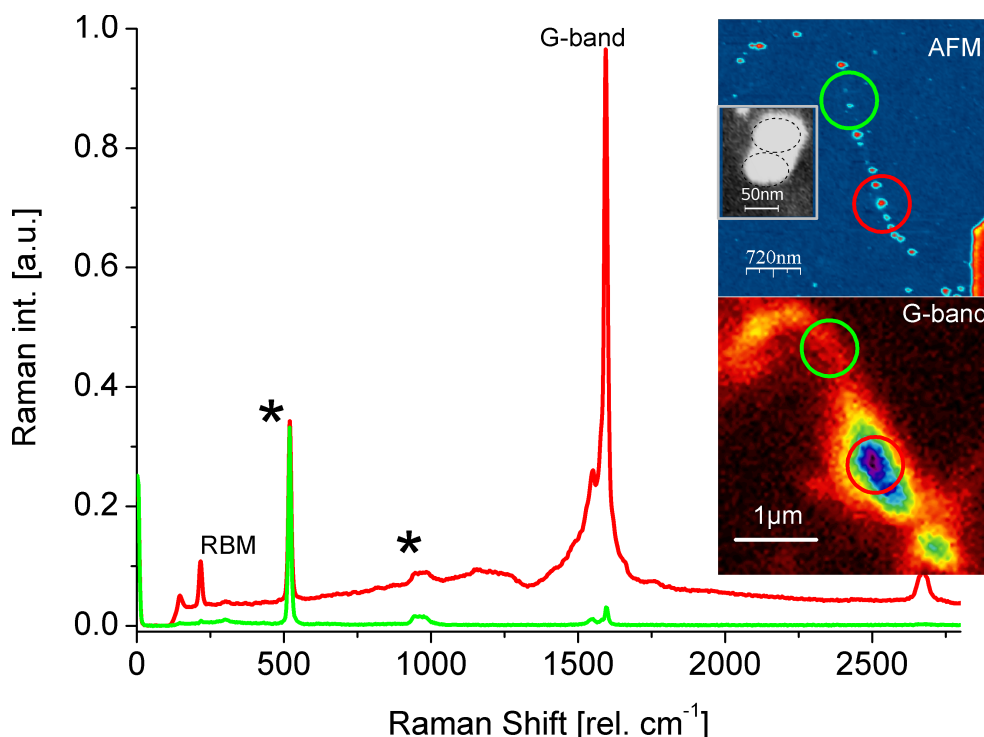 1.0
0.8
0.6
0.4
0.2
0.0
Raman int. [a.u.]
0
500
1000
1500
2000
2500
Raman Shift [rel. cm⁻¹]
RBM
*
*
G-band
AFM
50nm
720nm
G-band
1µm